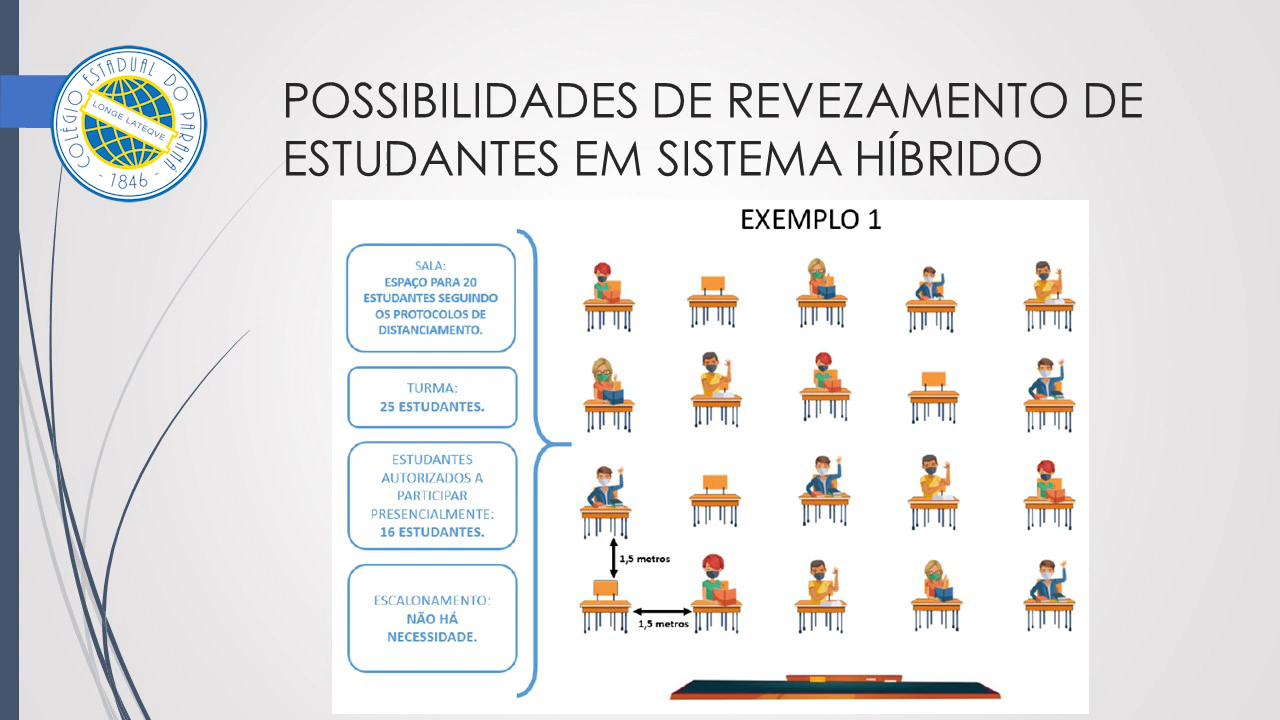 COLÉGIO ESTADUAL DO PARANÁ
LONGE LATEQVE
- 1846 -
POSSIBILIDADES DE REVEZAMENTO DE
ESTUDANTES EM SISTEMA HÍBRIDO
EXEMPLO 1
SALA:
ESPAÇO PARA 20
ESTUDANTES SEGUINDO
OS PROTOCOLOS DE
DISTANCIAMENTO.
TURMA:
25 ESTUDANTES.
ESTUDANTES
AUTORIZADOS A
PARTICIPAR
PRESENCIALMENTE:
16 ESTUDANTES.
ESCALONAMENTO:
NÃO HÁ
NECESSIDADE.
1,5 metros
1,5 metros